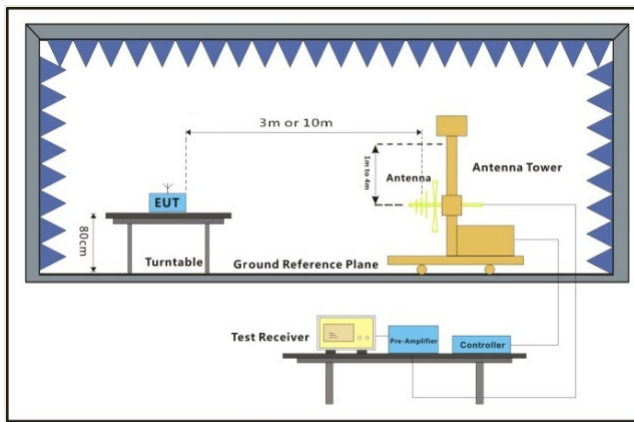 3m or 10m
1m to 4m
Antenna
Antenna Tower
EUT
80cm
Turntable
Ground Reference Plane
Test Receiver
Pre-Amplifier
Controller